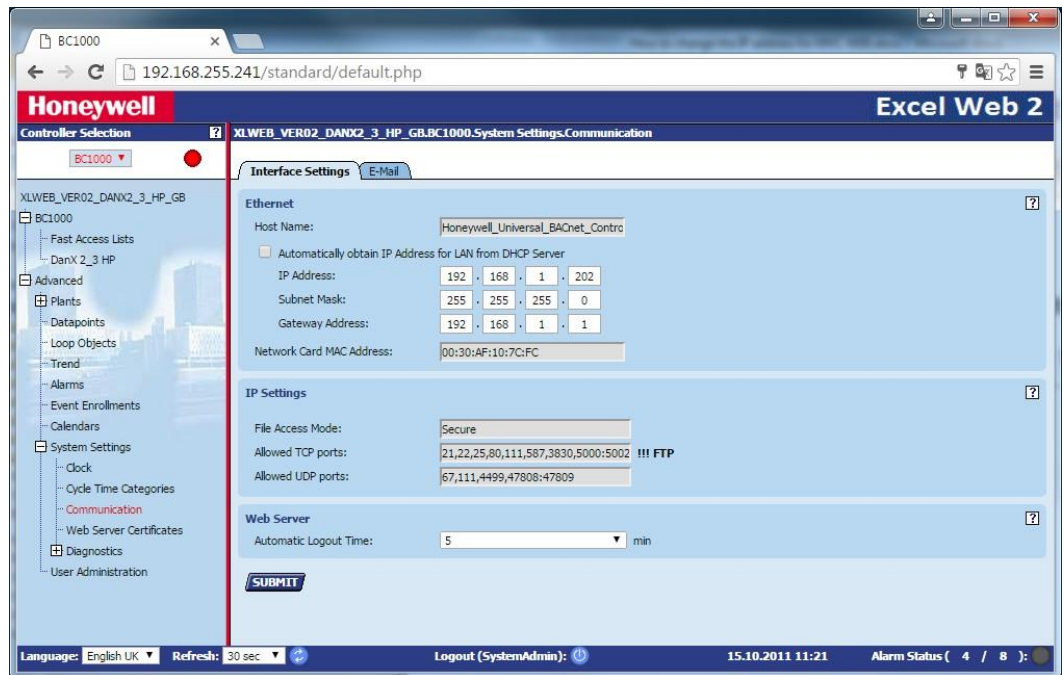 BC1000
192.168.255.241/standard/default.php
Honeywell
Excel Web 2
Controller Selection ?
XLWEB_VER02_DANX2_3_HP_GB.BC1000.System Settings.Communication
BC1000
Interface Settings
E-Mail
XLWEB_VER02_DANX2_3_HP_GB
BC1000
Fast Access Lists
DanX 2_3 HP
Advanced
Plants
Datapoints
Loop Objects
Trend
Alarms
Event Enrollments
Calendars
System Settings
Clock
Cycle Time Categories
Communication
Web Server Certificates
Diagnostics
User Administration
Ethernet ?
Host Name: Honeywell_Universal_BACnet_Contro
Automatically obtain IP Address for LAN from DHCP Server
IP Address: 192 . 168 . 1 . 202
Subnet Mask: 255 . 255 . 255 . 0
Gateway Address: 192 . 168 . 1 . 1
Network Card MAC Address: 00:30:AF:10:7C:FC
IP Settings ?
File Access Mode: Secure
Allowed TCP ports: 21,22,25,80,111,587,3830,5000:5002 !!! FTP
Allowed UDP ports: 67,111,4499,47808:47809
Web Server ?
Automatic Logout Time: 5 min
SUBMIT
Language: English UK Refresh: 30 sec Logout (SystemAdmin): 15.10.2011 11:21 Alarm Status ( 4 / 8 ):